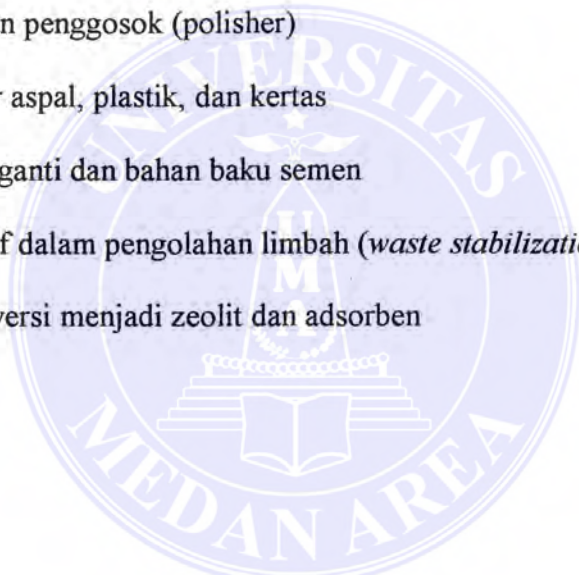 n penggosok (polisher)
aspal, plastik, dan kertas
ganti dan bahan baku semen
f dalam pengolahan limbah (waste stabilizati
versi menjadi zeolit dan adsorben
UNIVERSITAS
UMA
MEDAN AREA